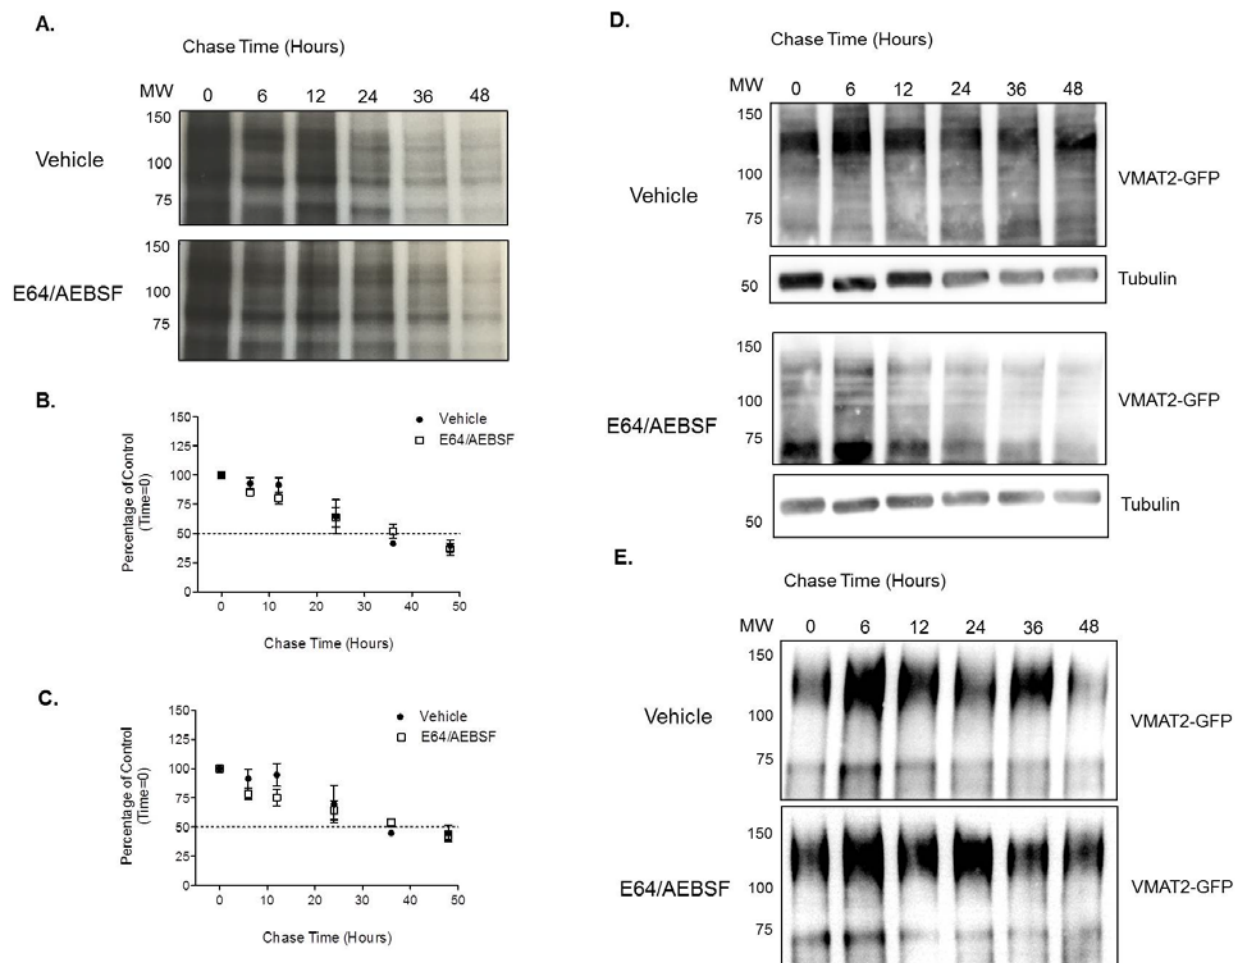 A.
Chase Time (Hours)
MW 0 6 12 24 36 48
Vehicle
150
100
75
E64/AEBSF
150
100
75
B.
150
125
100
75
50
25
0
Percentage of Control
(Time=0)
Vehicle
E64/AEBSF
0 10 20 30 40 50
Chase Time (Hours)
C.
150
125
100
75
50
25
0
Percentage of Control
(Time=0)
Vehicle
E64/AEBSF
0 10 20 30 40 50
Chase Time (Hours)
D.
Chase Time (Hours)
MW 0 6 12 24 36 48
Vehicle
150
100
75
VMAT2-GFP
50
Tubulin
E64/AEBSF
150
100
75
VMAT2-GFP
50
Tubulin
E.
Chase Time (Hours)
MW 0 6 12 24 36 48
Vehicle
150
100
75
VMAT2-GFP
E64/AEBSF
150
100
75
VMAT2-GFP